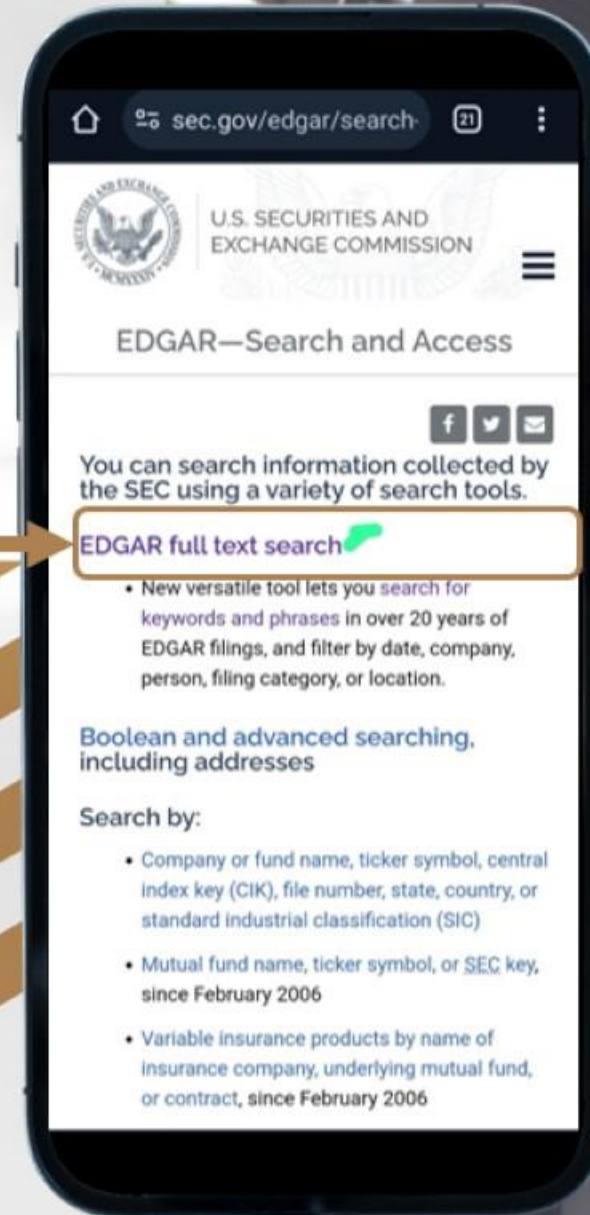 sec.gov/edgar/search-
21
U.S. SECURITIES AND
EXCHANGE COMMISSION
EDGAR—Search and Access
You can search information collected by
the SEC using a variety of search tools.
EDGAR full text search
• New versatile tool lets you search for
keywords and phrases in over 20 years of
EDGAR filings, and filter by date, company,
person, filing category, or location.
Boolean and advanced searching,
including addresses
Search by:
• Company or fund name, ticker symbol, central
index key (CIK), file number, state, country, or
standard industrial classification (SIC)
• Mutual fund name, ticker symbol, or SEC key,
since February 2006
• Variable insurance products by name of
insurance company, underlying mutual fund,
or contract, since February 2006